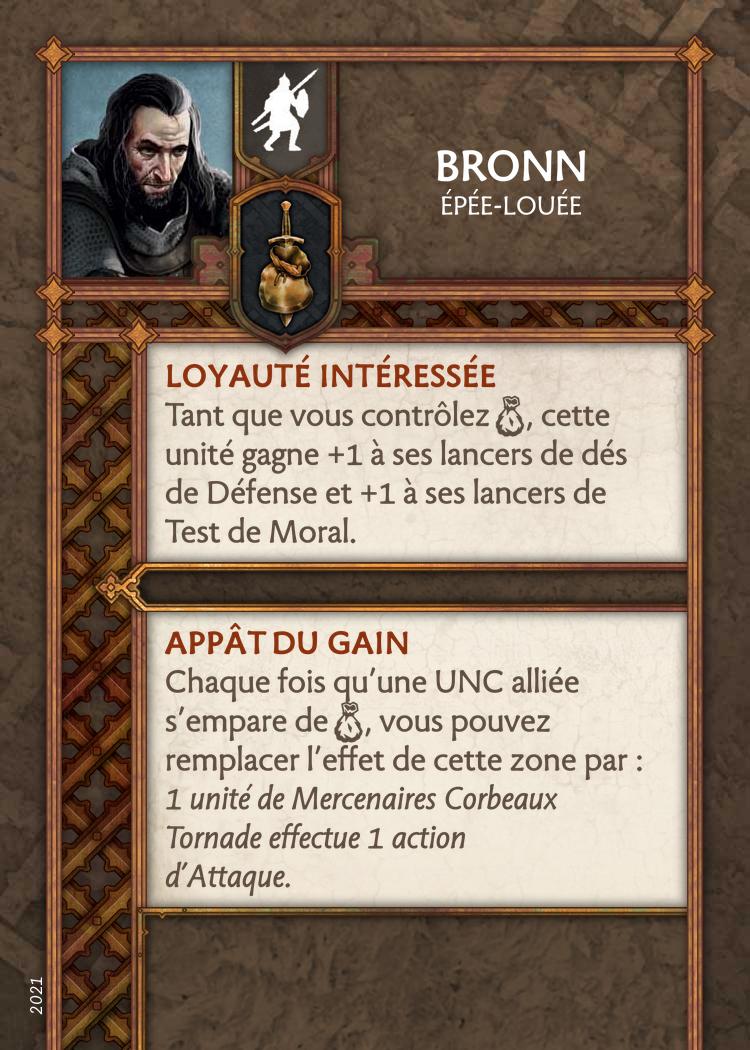 BRONN
ÉPÉE-LOUÉE
LOYAUTÉ INTÉRESSÉE
Tant que vous contrôlez , cette
unité gagne +1 à ses lancers de dés
de Défense et +1 à ses lancers de
Test de Moral.
APPÂT DU GAIN
Chaque fois qu’une UNC alliée
s’empare de , vous pouvez
remplacer l’effet de cette zone par :
1 unité de Mercenaires Corbeaux
Tornade effectue 1 action
d’Attaque.
2021